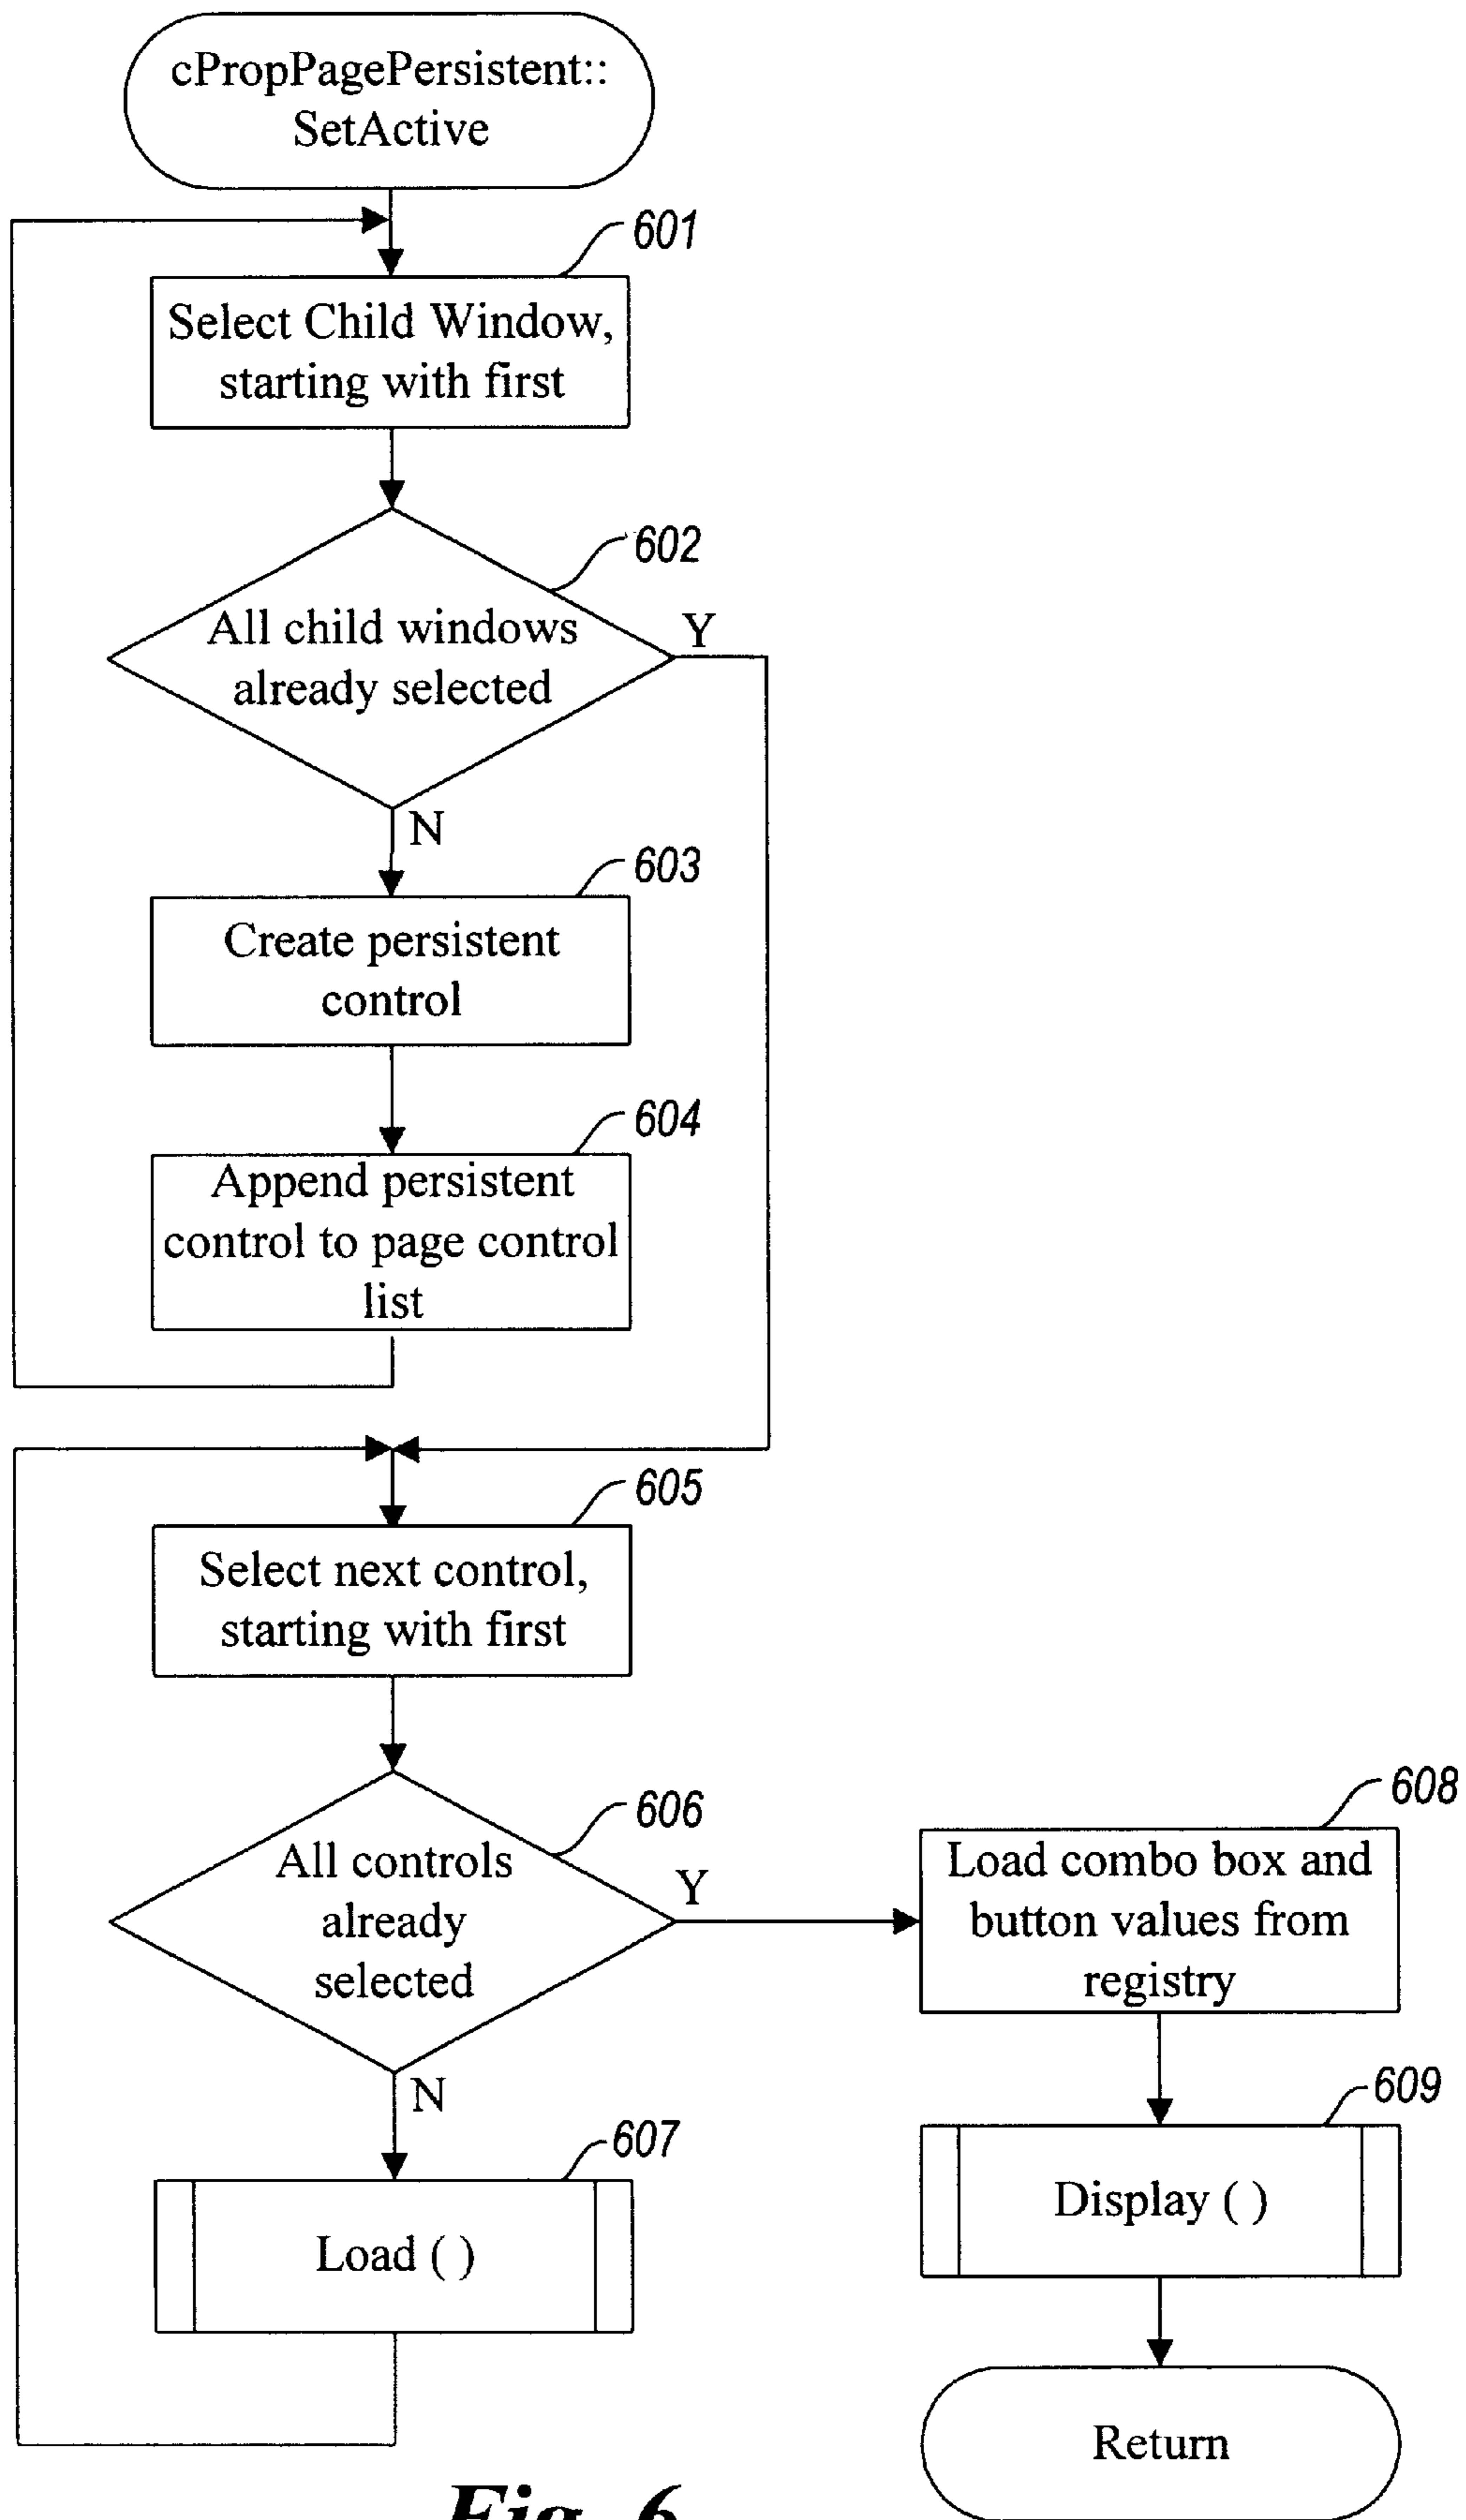 cPropPagePersistent::
SetActive
601
Select Child Window,
starting with first
602
All child windows
already selected
Y
N
603
Create persistent
control
604
Append persistent
control to page control
list
605
Select next control,
starting with first
606
All controls
already
selected
Y
N
607
Load ( )
608
Load combo box and
button values from
registry
609
Display ( )
Return
Fig. 6